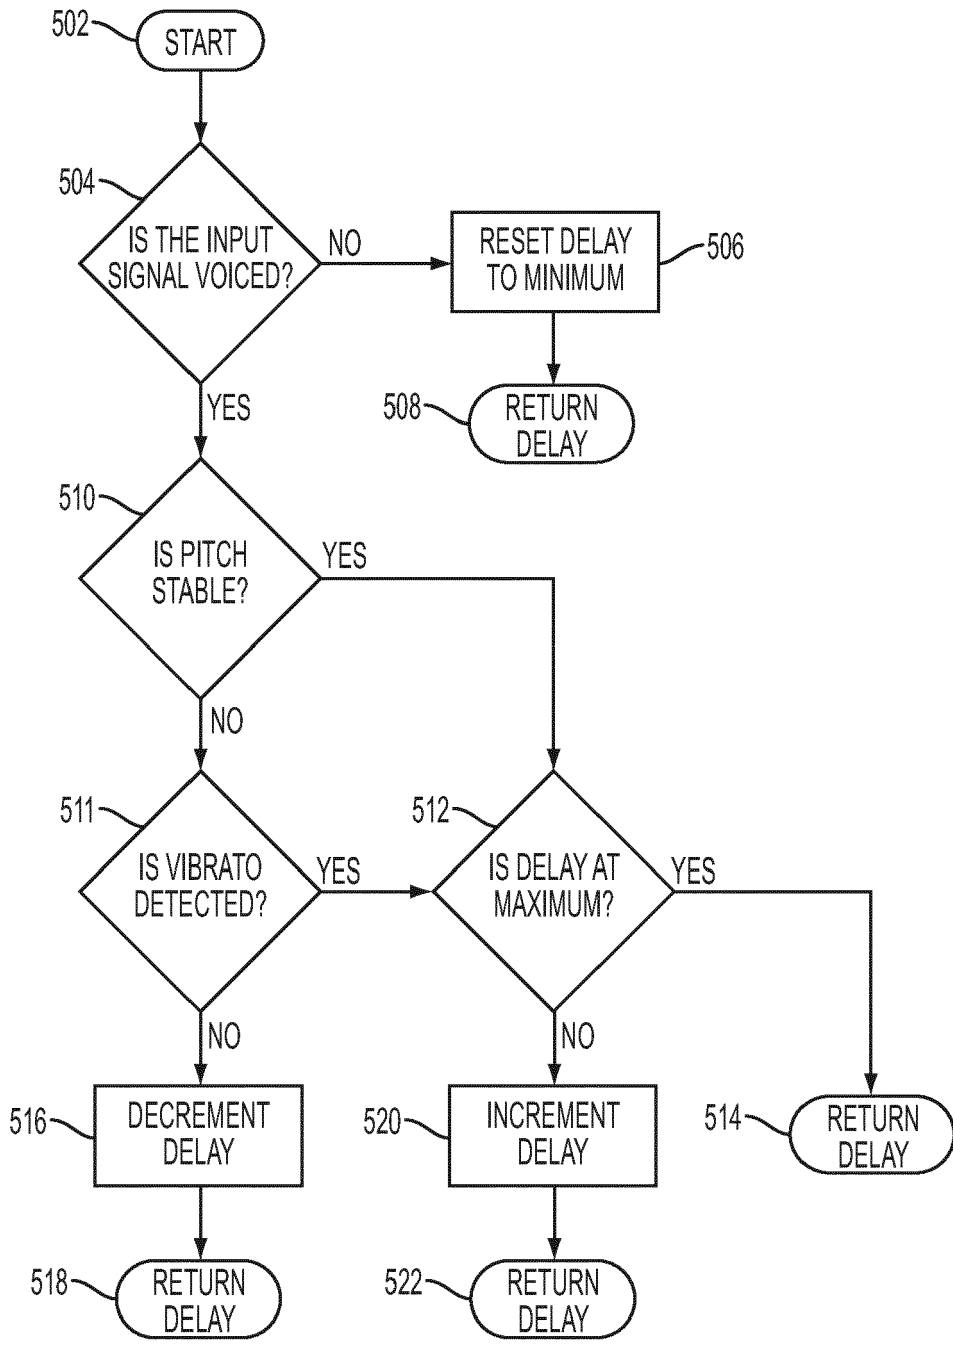 502
START
504
IS THE INPUT
SIGNAL VOICED?
NO
RESET DELAY
TO MINIMUM
506
YES
508
RETURN
DELAY
510
IS PITCH
STABLE?
YES
NO
511
IS VIBRATO
DETECTED?
YES
512
IS DELAY AT
MAXIMUM?
YES
NO
NO
516
DECREMENT
DELAY
520
INCREMENT
DELAY
514
RETURN
DELAY
518
RETURN
DELAY
522
RETURN
DELAY